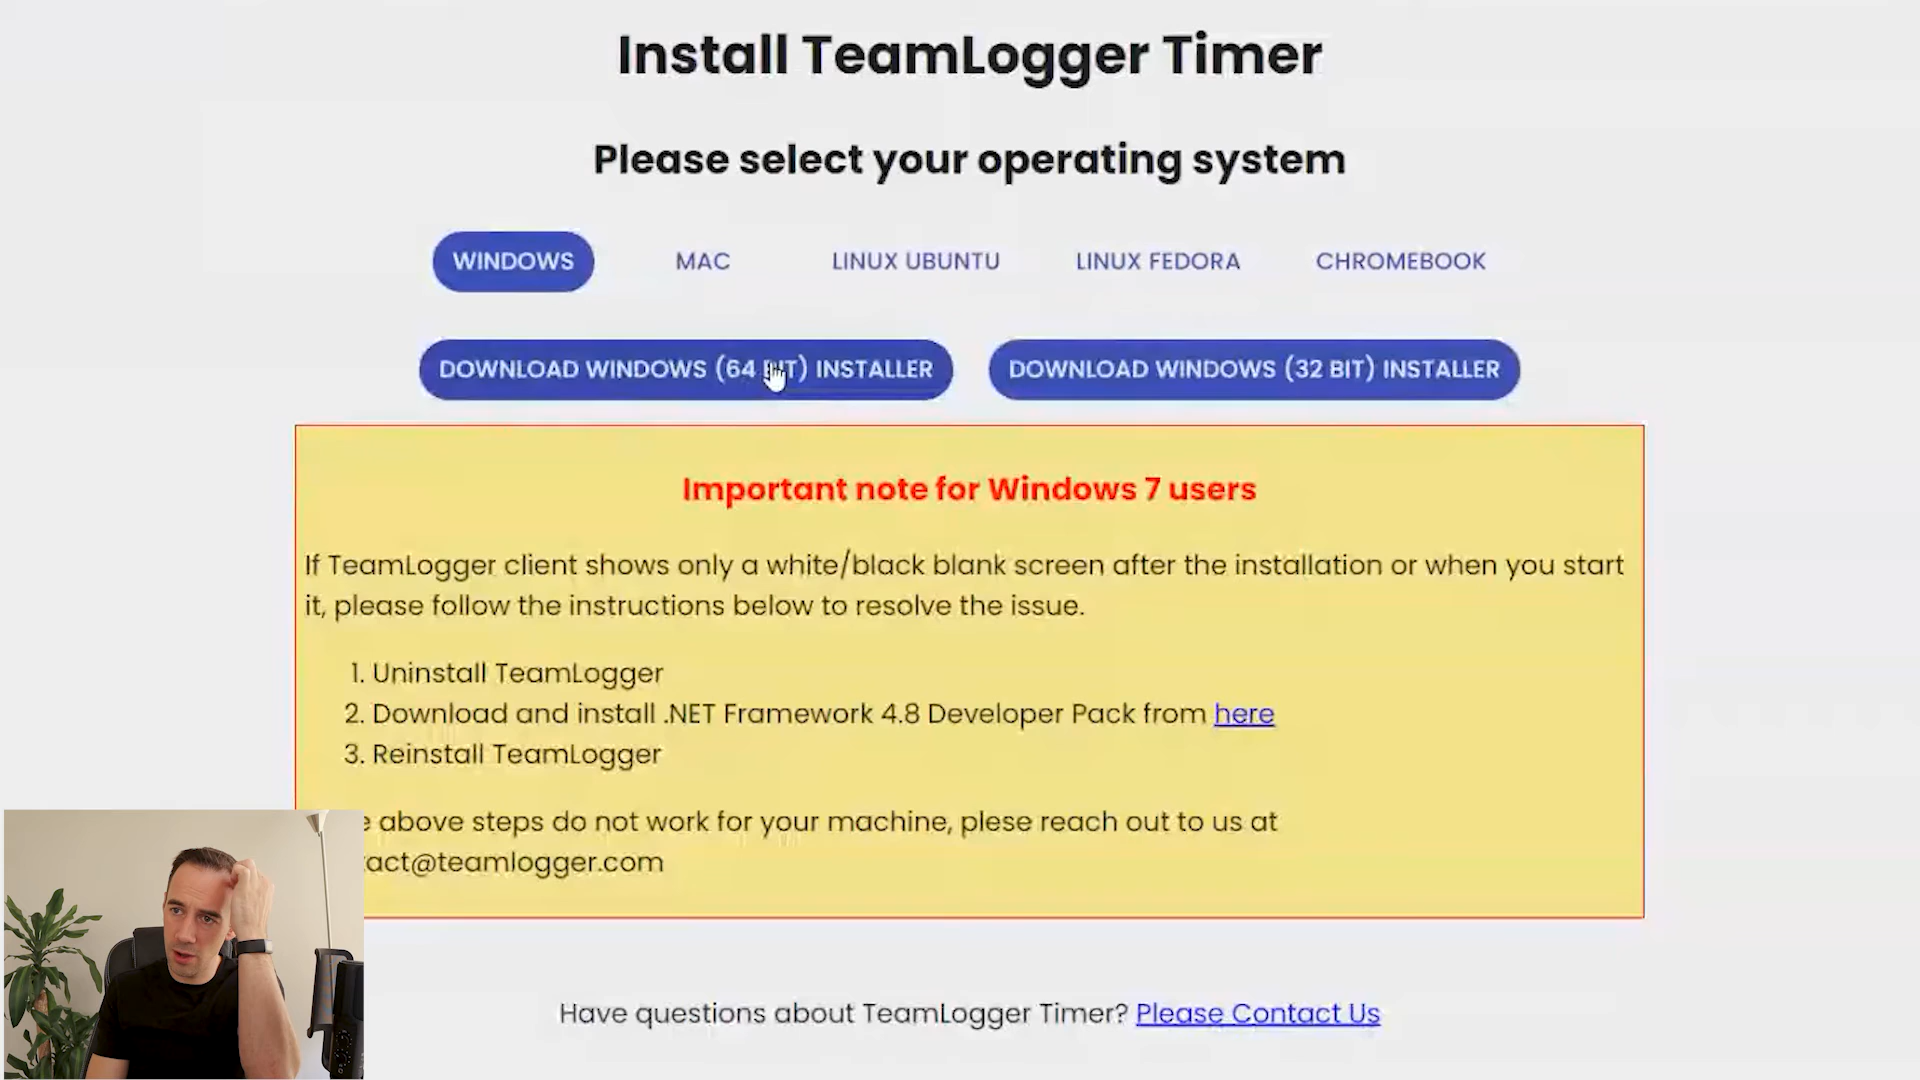 Install TeamLogger Timer
Please select your operating system
WINDOWS MAC LINUX UBUNTU LINUX FEDORA CHROMEBOOK
DOWNLOAD WINDOWS (64 BIT) INSTALLER DOWNLOAD WINDOWS (32 BIT) INSTALLER
Important note for Windows 7 users
If TeamLogger client shows only a white/black blank screen after the installation or when you start
it, please follow the instructions below to resolve the issue.
1. Uninstall TeamLogger
2. Download and install .NET Framework 4.8 Developer Pack from here
3. Reinstall TeamLogger
above steps do not work for your machine, plese reach out to us at
tact@teamlogger.com
Have questions about TeamLogger Timer? Please Contact Us